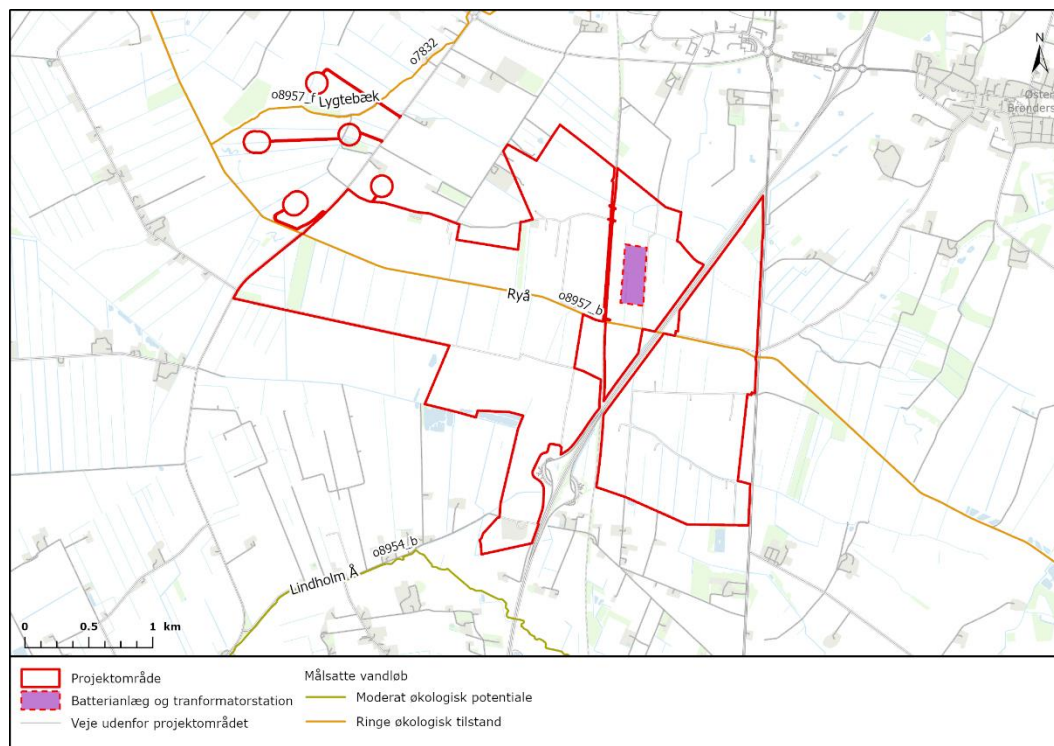 o7832
o8957_f
Lygtebæk
N
Øster
Brønders
Ryå
o8957_b
o8954_b
Lindholm Å
0 0.5 1 km
Projektområde
Batterianlæg og tranformatorstation
Veje udenfor projektområdet
Målsatte vandløb
Moderat økologisk potentiale
Ringe økologisk tilstand